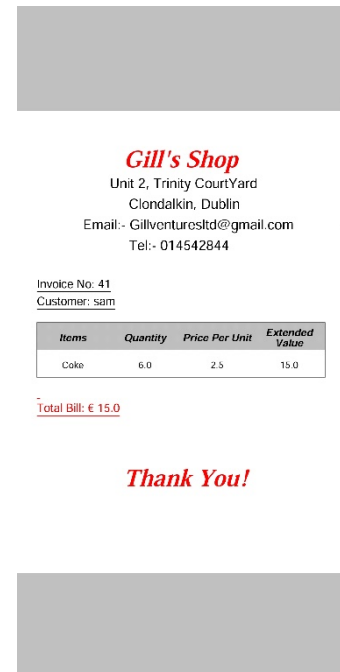 Gill's Shop
Unit 2, Trinity CourtYard
Clondalkin, Dublin
Email:- Gillventuresltd@gmail.com
Tel:- 014542844
Invoice No: 41
Customer: sam
Items Quantity Price Per Unit Extended Value
Coke 6.0 2.5 15.0
Total Bill: € 15.0
Thank You!